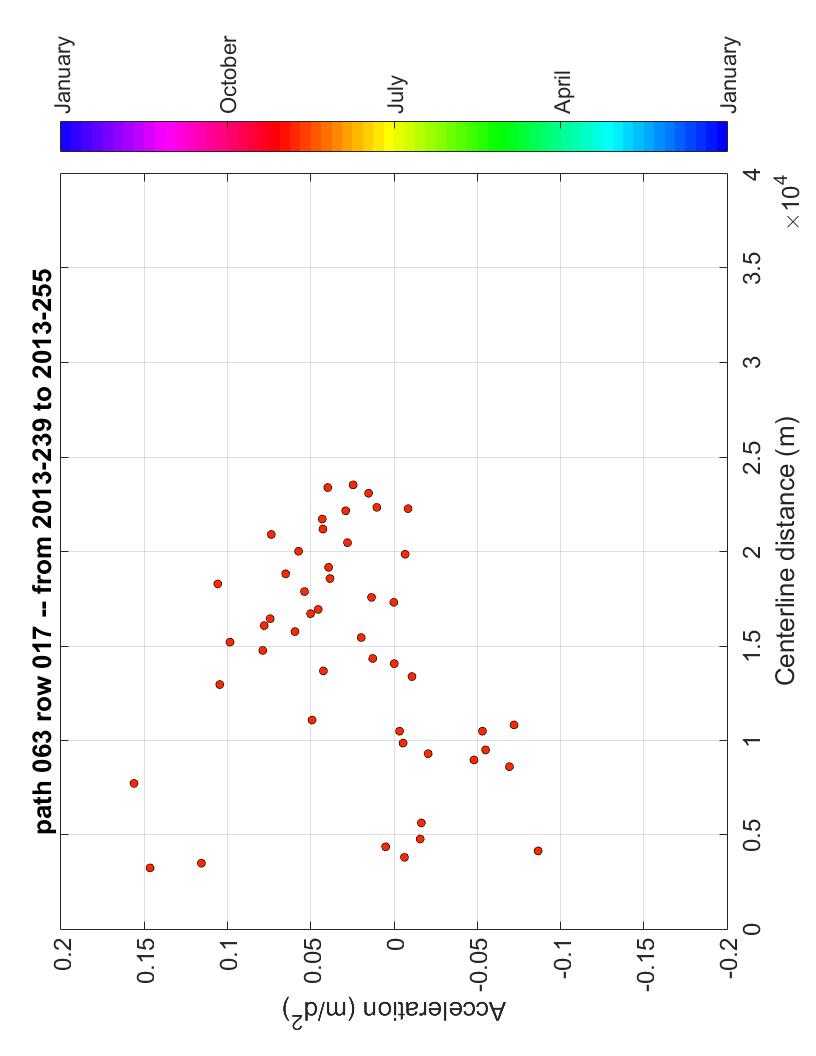 path 063 row 017 -- from 2013-239 to 2013-255
0.2
0.15
0.1
0.05
0
-0.05
-0.1
-0.15
-0.2
Acceleration (m/d²)
0
0.5
1
1.5
2
2.5
3
3.5
4
×10⁴
Centerline distance (m)
January
October
July
April
January